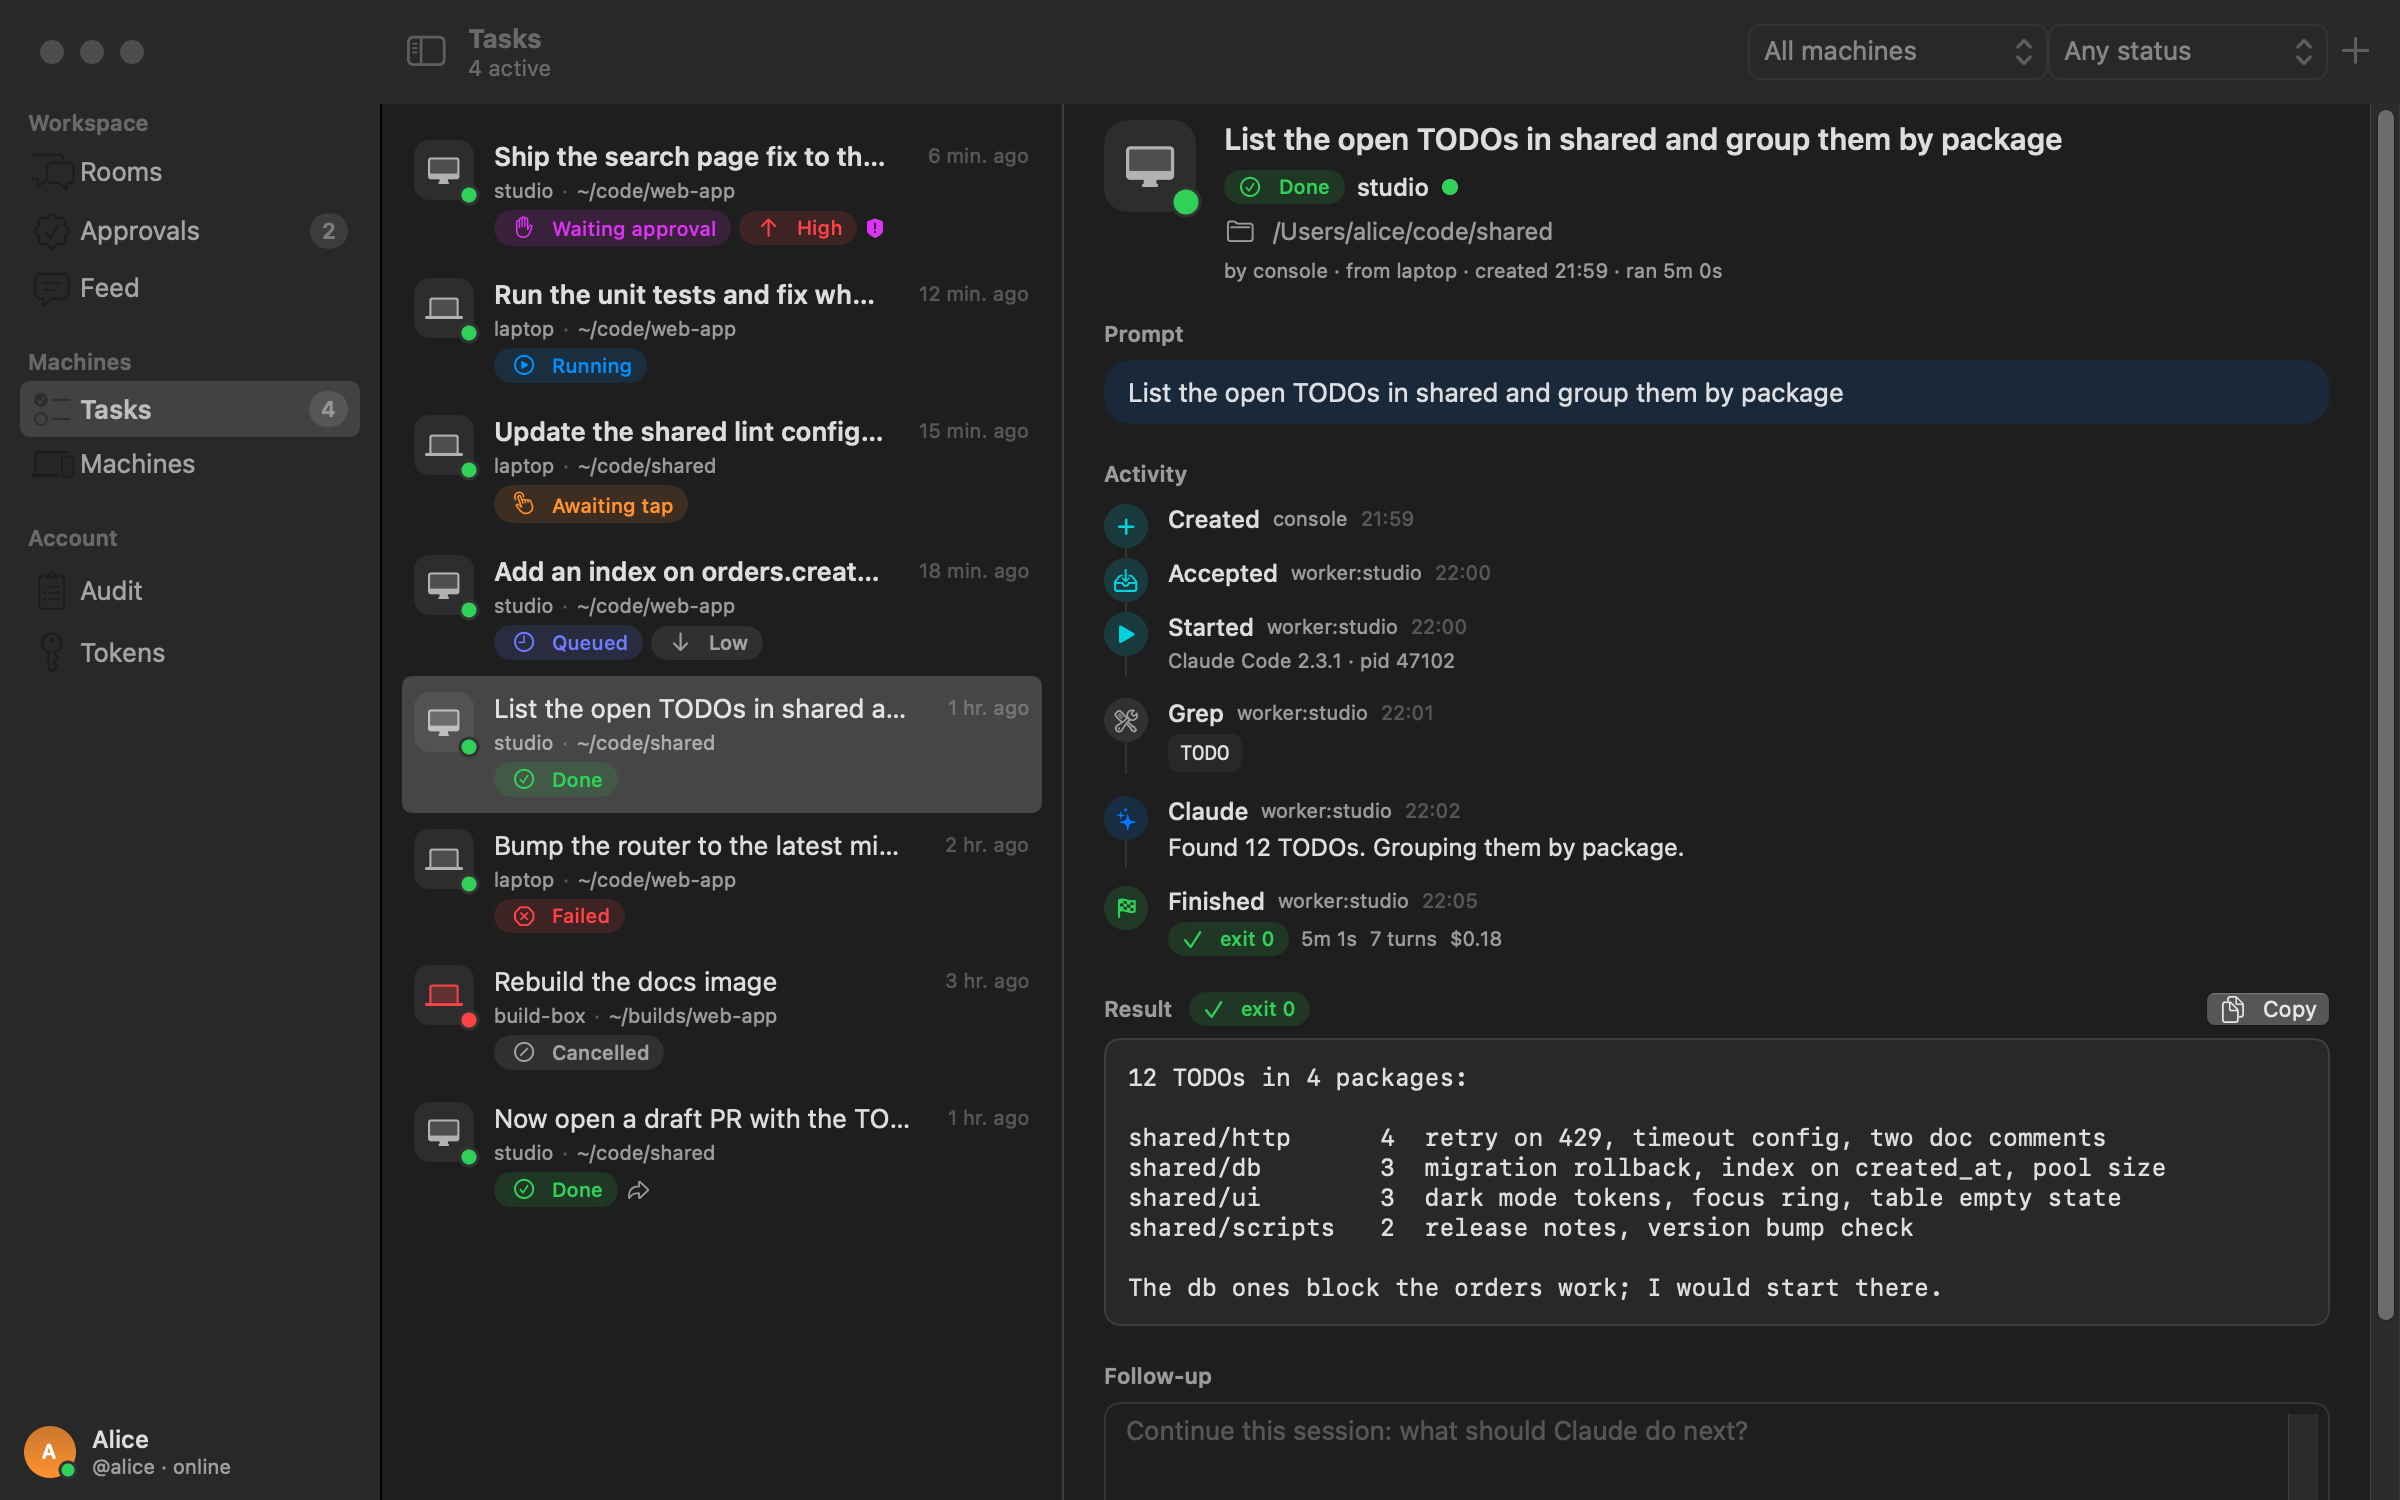 Tasks
4 active
All machines
Any status
Workspace
Rooms
Approvals 2
Feed
Machines
Tasks 4
Machines
Account
Audit
Tokens
A
Alice
@alice · online
Ship the search page fix to th... 6 min. ago
studio · ~/code/web-app
Waiting approval High
Run the unit tests and fix wh... 12 min. ago
laptop · ~/code/web-app
Running
Update the shared lint config... 15 min. ago
laptop · ~/code/shared
Awaiting tap
Add an index on orders.creat... 18 min. ago
studio · ~/code/web-app
Queued Low
List the open TODOs in shared a... 1 hr. ago
studio · ~/code/shared
Done
Bump the router to the latest mi... 2 hr. ago
laptop · ~/code/web-app
Failed
Rebuild the docs image 3 hr. ago
build-box · ~/builds/web-app
Cancelled
Now open a draft PR with the TO... 1 hr. ago
studio · ~/code/shared
Done
List the open TODOs in shared and group them by package
Done studio
/Users/alice/code/shared
by console · from laptop · created 21:59 · ran 5m 0s
Prompt
List the open TODOs in shared and group them by package
Activity
Created console 21:59
Accepted worker:studio 22:00
Started worker:studio 22:00
Claude Code 2.3.1 · pid 47102
Grep worker:studio 22:01
TODO
Claude worker:studio 22:02
Found 12 TODOs. Grouping them by package.
Finished worker:studio 22:05
exit 0 5m 1s 7 turns $0.18
Result exit 0 Copy
12 TODOs in 4 packages:
shared/http 4 retry on 429, timeout config, two doc comments
shared/db 3 migration rollback, index on created_at, pool size
shared/ui 3 dark mode tokens, focus ring, table empty state
shared/scripts 2 release notes, version bump check
The db ones block the orders work; I would start there.
Follow-up
Continue this session: what should Claude do next?